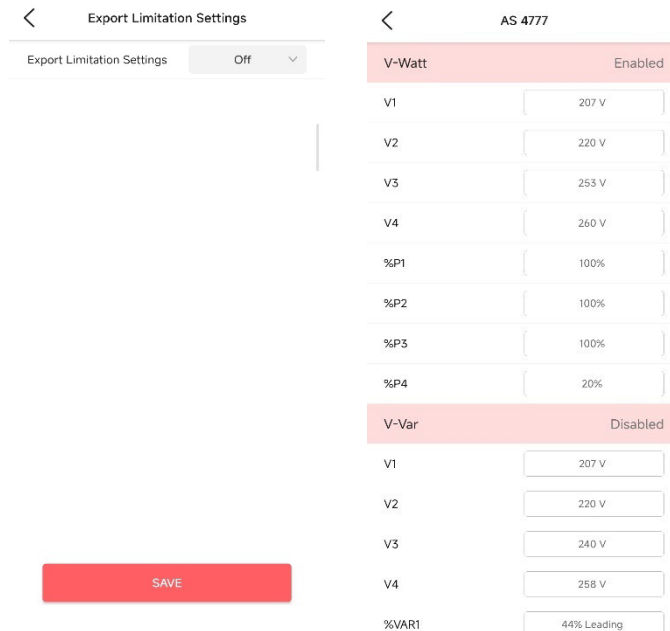 Export Limitation Settings
Export Limitation Settings Off
SAVE
AS 4777
V-Watt Enabled
V1 207 V
V2 220 V
V3 253 V
V4 260 V
%P1 100%
%P2 100%
%P3 100%
%P4 20%
V-Var Disabled
V1 207 V
V2 220 V
V3 240 V
V4 258 V
%VAR1 44% Leading